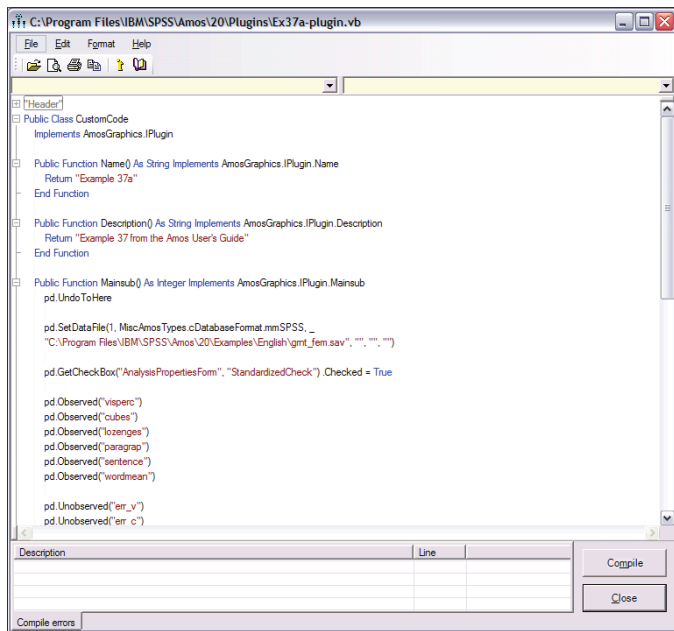 C:\Program Files\IBM\SPSS\Amos\20\Plugins\Ex37a-plugin.vb
File Edit Format Help
"Header"
Public Class CustomCode
Implements AmosGraphics.IPlugin
Public Function Name() As String Implements AmosGraphics.IPlugin.Name
Return "Example 37a"
End Function
Public Function Description() As String Implements AmosGraphics.IPlugin.Description
Return "Example 37 from the Amos User's Guide"
End Function
Public Function Mainsub() As Integer Implements AmosGraphics.IPlugin.Mainsub
pd.UndoToHere
pd.SetDataFile(1, MiscAmosTypes.cDatabaseFormat.mmSPSS, _
"C:\Program Files\IBM\SPSS\Amos\20\Examples\English\grnt_fem.sav", "", "", "")
pd.GetCheckBox("AnalysisPropertiesForm", "StandardizedCheck") .Checked = True
pd.Observed("visperc")
pd.Observed("cubes")
pd.Observed("lozenges")
pd.Observed("paragrap")
pd.Observed("sentence")
pd.Observed("wordmean")
pd.Unobserved("err_v")
pd.Unobserved("err_c")
Description Line
Compile
Close
Compile errors